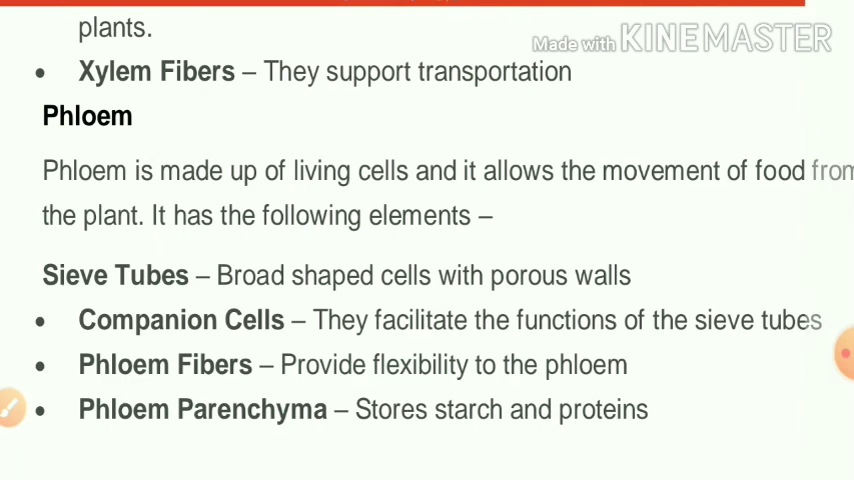 plants.
Made with KINEMASTER
• Xylem Fibers – They support transportation
Phloem
Phloem is made up of living cells and it allows the movement of food from
the plant. It has the following elements –
Sieve Tubes – Broad shaped cells with porous walls
• Companion Cells – They facilitate the functions of the sieve tubes
• Phloem Fibers – Provide flexibility to the phloem
• Phloem Parenchyma – Stores starch and proteins